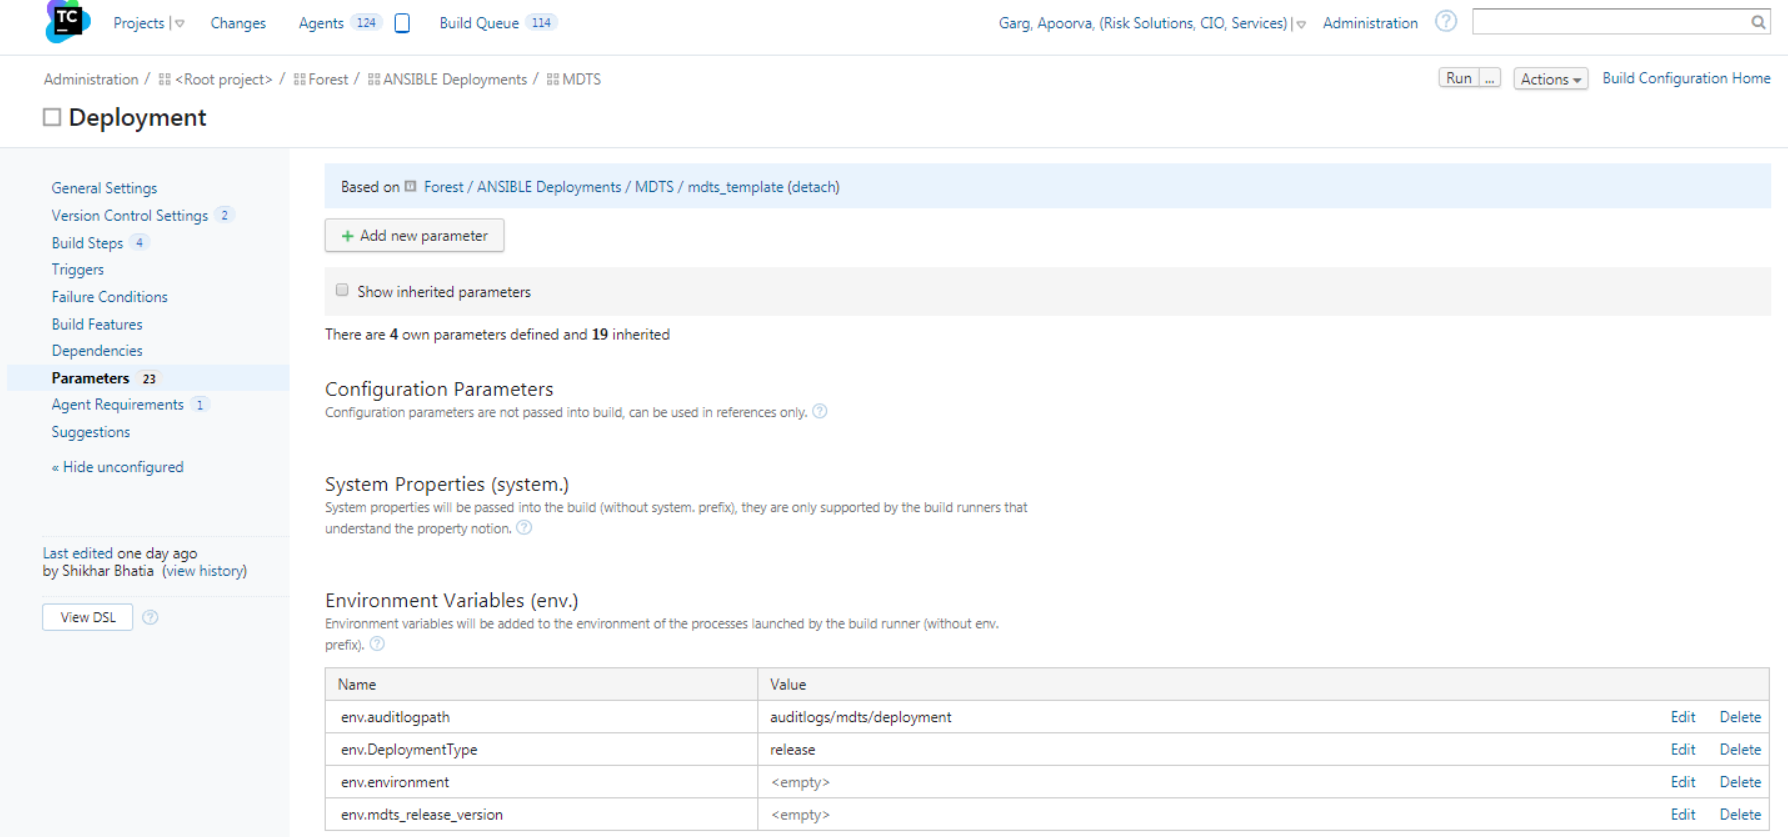 TC
Projects | Changes Agents 124 Build Queue 114 Garg, Apoorva, (Risk Solutions, CIO, Services) | Administration ?
Administration / <Root project> / Forest / ANSIBLE Deployments / MDTS Run ... Actions Build Configuration Home
Deployment
General Settings
Version Control Settings 2
Build Steps 4
Triggers
Failure Conditions
Build Features
Dependencies
Parameters 23
Agent Requirements 1
Suggestions
« Hide unconfigured
Last edited one day ago
by Shikhar Bhatia (view history)
View DSL ?
Based on Forest / ANSIBLE Deployments / MDTS / mdts_template (detach)
+ Add new parameter
Show inherited parameters
There are 4 own parameters defined and 19 inherited
Configuration Parameters
Configuration parameters are not passed into build, can be used in references only. ?
System Properties (system.)
System properties will be passed into the build (without system. prefix), they are only supported by the build runners that
understand the property notion. ?
Environment Variables (env.)
Environment variables will be added to the environment of the processes launched by the build runner (without env.
prefix). ?
Name Value
env.auditlogpath auditlogs/mdts/deployment Edit Delete
env.DeploymentType release Edit Delete
env.environment <empty> Edit Delete
env.mdts_release_version <empty> Edit Delete